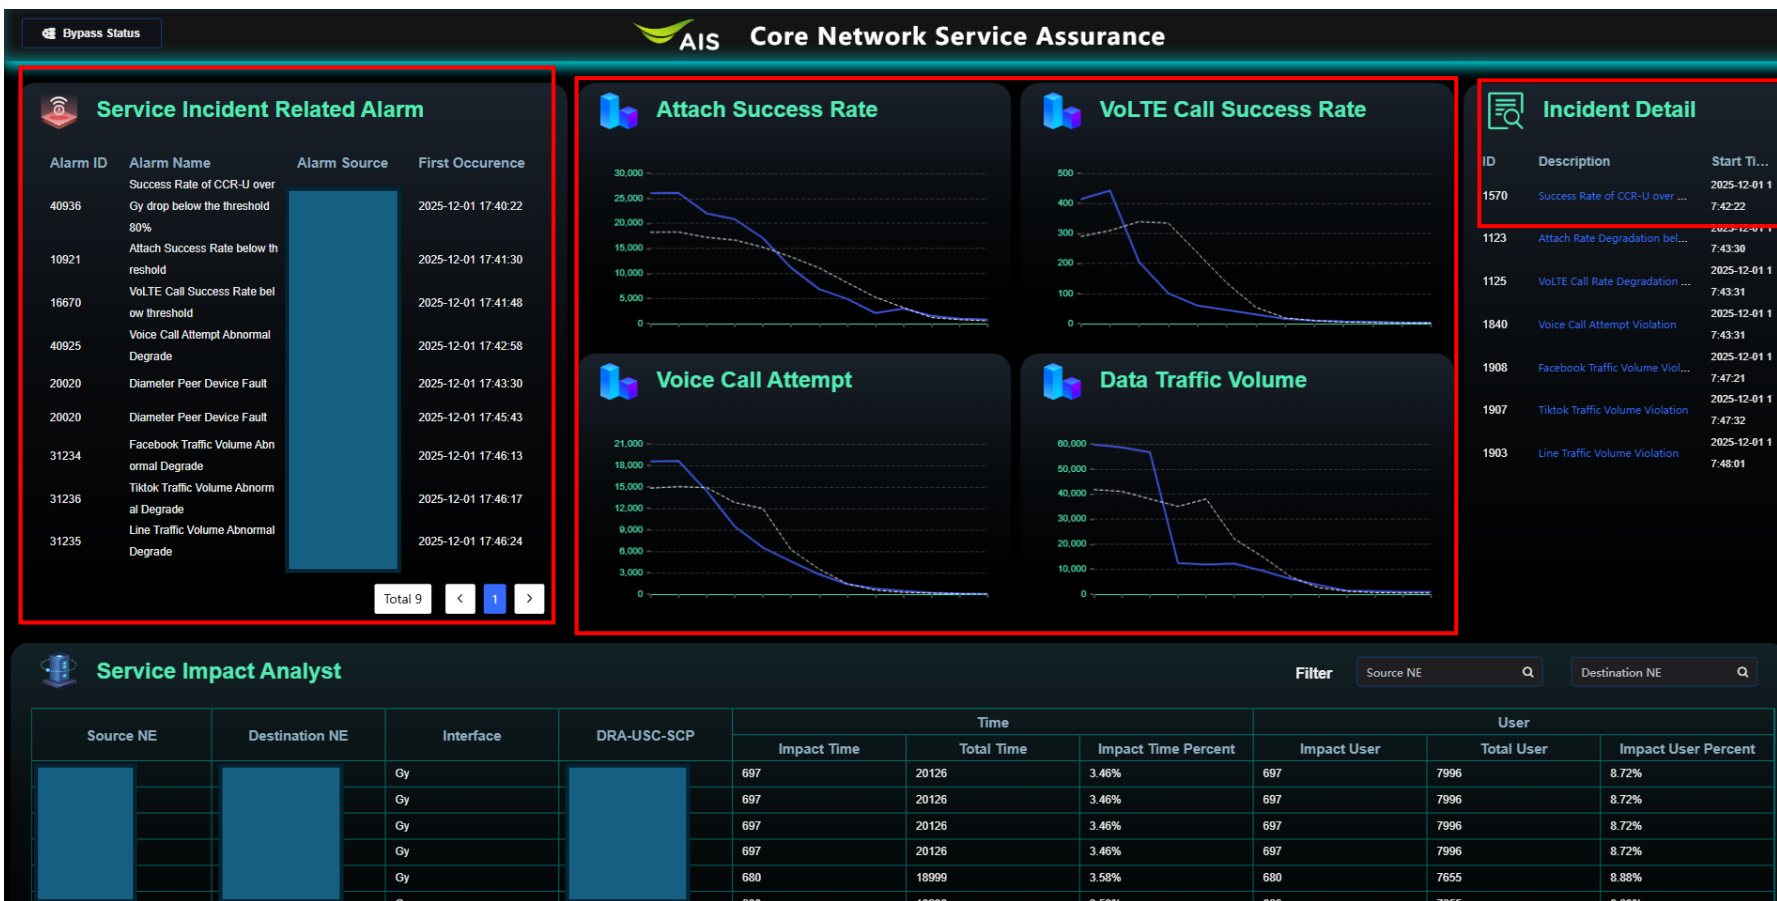 Bypass Status
AIS Core Network Service Assurance
Service Incident Related Alarm
Alarm ID Alarm Name Alarm Source First Occurence
40936 Success Rate of CCR-U over Gy drop below the threshold 80% 2025-12-01 17:40:22
10921 Attach Success Rate below th reshold 2025-12-01 17:41:30
16670 VoLTE Call Success Rate bel ow threshold 2025-12-01 17:41:48
40925 Voice Call Attempt Abnormal Degrade 2025-12-01 17:42:58
20020 Diameter Peer Device Fault 2025-12-01 17:43:30
20020 Diameter Peer Device Fault 2025-12-01 17:45:43
31234 Facebook Traffic Volume Abn ormal Degrade 2025-12-01 17:46:13
31236 Tiktok Traffic Volume Abnorm al Degrade 2025-12-01 17:46:17
31235 Line Traffic Volume Abnormal Degrade 2025-12-01 17:46:24
Total 9 < 1 >
Attach Success Rate
30,000
25,000
20,000
15,000
10,000
5,000
0
VoLTE Call Success Rate
500
400
300
200
100
0
Voice Call Attempt
21,000
18,000
15,000
12,000
9,000
6,000
3,000
0
Data Traffic Volume
60,000
50,000
40,000
30,000
20,000
10,000
0
Incident Detail
ID Description Start Ti...
1570 Success Rate of CCR-U over ... 2025-12-01 1 7:42:22
1123 Attach Rate Degradation bel... 2025-12-01 1 7:43:30
1125 VoLTE Call Rate Degradation ... 2025-12-01 1 7:43:31
1840 Voice Call Attempt Violation 2025-12-01 1 7:43:31
1908 Facebook Traffic Volume Viol... 2025-12-01 1 7:47:21
1907 Tiktok Traffic Volume Violation 2025-12-01 1 7:47:32
1903 Line Traffic Volume Violation 2025-12-01 1 7:48:01
Service Impact Analyst
Filter Source NE Destination NE
Source NE Destination NE Interface DRA-USC-SCP Time User
Impact Time Total Time Impact Time Percent Impact User Total User Impact User Percent
Gy 697 20126 3.46% 697 7996 8.72%
Gy 697 20126 3.46% 697 7996 8.72%
Gy 697 20126 3.46% 697 7996 8.72%
Gy 697 20126 3.46% 697 7996 8.72%
Gy 680 18999 3.58% 680 7655 8.88%